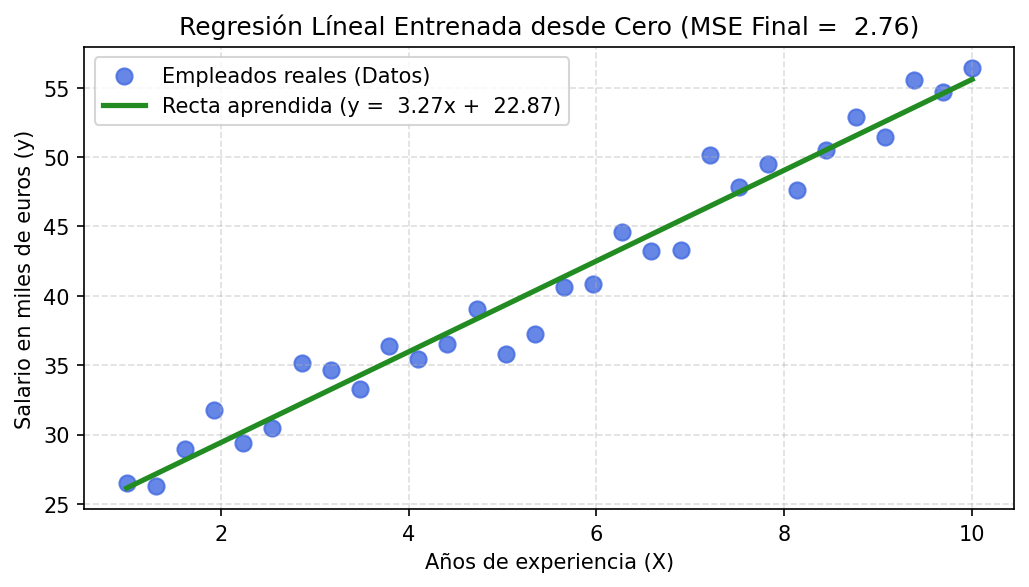 Regresión Líneal Entrenada desde Cero (MSE Final =  2.76)
Empleados reales (Datos)
Recta aprendida (y =  3.27x +  22.87)
Salario en miles de euros (y)
55
50
45
40
35
30
25
2
4
6
8
10
Años de experiencia (X)